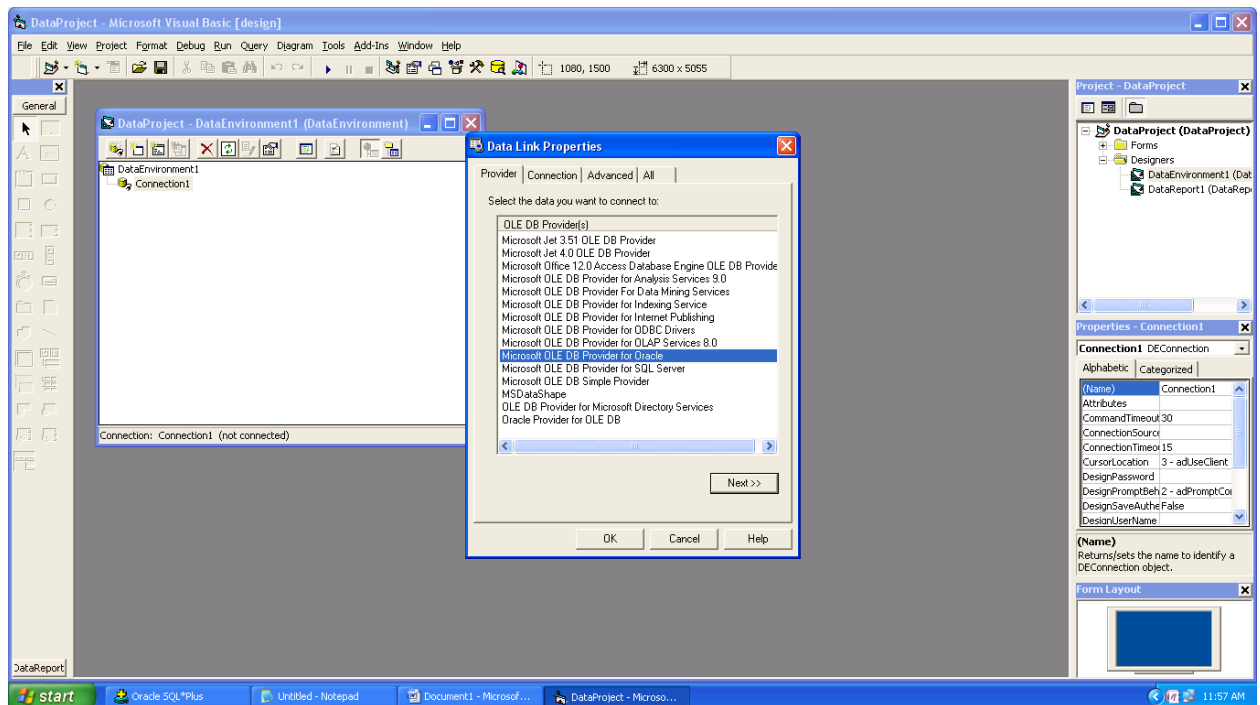 DataProject - Microsoft Visual Basic [design]
File Edit View Project Format Debug Run Query Diagram Tools Add-Ins Window Help
1080, 1500 6300 x 5055
General
DataReport
DataProject - DataEnvironment1 (DataEnvironment)
DataEnvironment1
Connection1
Connection: Connection1 (not connected)
Data Link Properties
Provider Connection Advanced All
Select the data you want to connect to:
OLE DB Provider(s)
Microsoft Jet 3.51 OLE DB Provider
Microsoft Jet 4.0 OLE DB Provider
Microsoft Office 12.0 Access Database Engine OLE DB Provide
Microsoft OLE DB Provider for Analysis Services 9.0
Microsoft OLE DB Provider For Data Mining Services
Microsoft OLE DB Provider for Indexing Service
Microsoft OLE DB Provider for Internet Publishing
Microsoft OLE DB Provider for ODBC Drivers
Microsoft OLE DB Provider for OLAP Services 8.0
Microsoft OLE DB Provider for Oracle
Microsoft OLE DB Provider for SQL Server
Microsoft OLE DB Simple Provider
MSDataShape
OLE DB Provider for Microsoft Directory Services
Oracle Provider for OLE DB
Next >>
OK Cancel Help
Project - DataProject
DataProject (DataProject)
Forms
Designers
DataEnvironment1 (Dat
DataReport1 (DataRep
Properties - Connection1
Connection1 DEConnection
Alphabetic Categorized
(Name) Connection1
Attributes
CommandTimeout 30
ConnectionSource
ConnectionTimeo 15
CursorLocation 3 - adUseClient
DesignPassword
DesignPromptBeh 2 - adPromptCo
DesignSaveAuthe False
DesignUserName
(Name)
Returns/sets the name to identify a
DEConnection object.
Form Layout
start Oracle SQL*Plus Untitled - Notepad Document1 - Microsof... DataProject - Microso... 11:57 AM